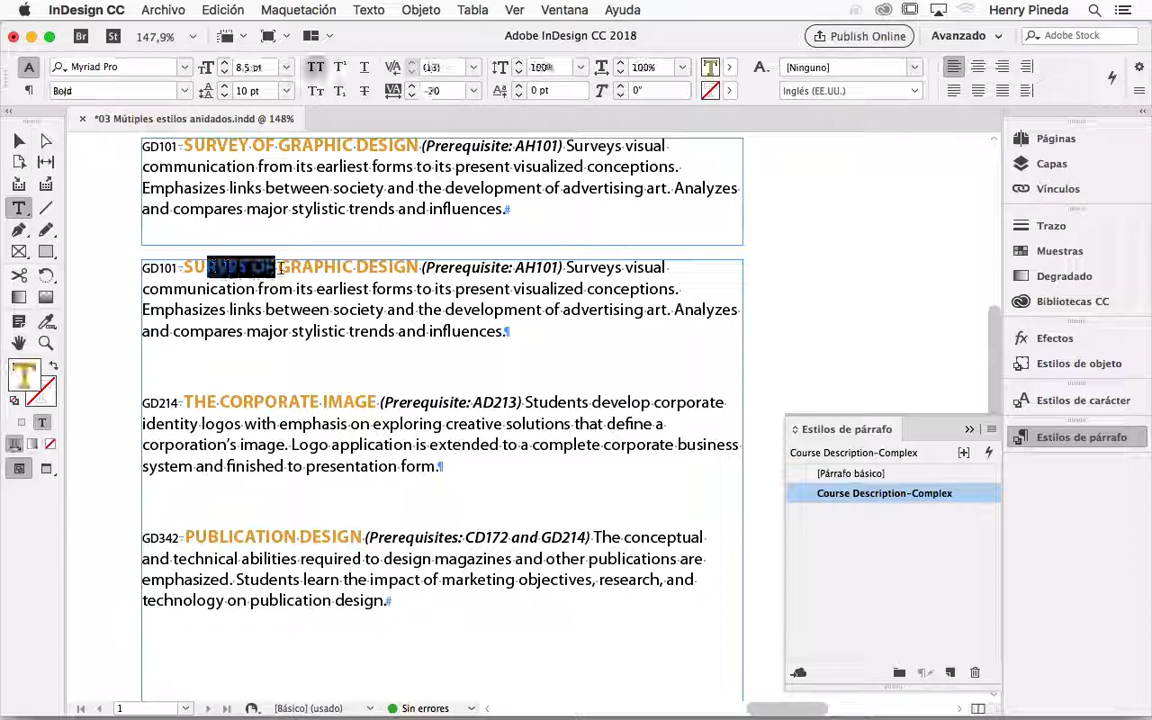 InDesign CC Archivo Edición Maquetación Texto Objeto Tabla Ver Ventana Ayuda Henry Pineda
Br St 147,9% Adobe InDesign CC 2018 Publish Online Avanzado Adobe Stock
A Myriad Pro 8,5 pt 100% 100% A. [Ninguno]
Bold 10 pt -20 0 pt 0° Inglés (EE.UU.)
*03 Mútiples estilos anidados.indd @ 148%
GD101 SURVEY OF GRAPHIC DESIGN (Prerequisite: AH101) Surveys visual
communication from its earliest forms to its present visualized conceptions.
Emphasizes links between society and the development of advertising art. Analyzes
and compares major stylistic trends and influences.#
GD101 SURVEY OF GRAPHIC DESIGN (Prerequisite: AH101) Surveys visual
communication from its earliest forms to its present visualized conceptions.
Emphasizes links between society and the development of advertising art. Analyzes
and compares major stylistic trends and influences.¶
GD214 THE CORPORATE IMAGE (Prerequisite: AD213) Students develop corporate
identity logos with emphasis on exploring creative solutions that define a
corporation's image. Logo application is extended to a complete corporate business
system and finished to presentation form.¶
GD342 PUBLICATION DESIGN (Prerequisites: CD172 and GD214) The conceptual
and technical abilities required to design magazines and other publications are
emphasized. Students learn the impact of marketing objectives, research, and
technology on publication design.#
Páginas
Capas
Vínculos
Trazo
Muestras
Degradado
Bibliotecas CC
Efectos
Estilos de objeto
Estilos de carácter
Estilos de párrafo
Estilos de párrafo
Course Description-Complex
[Párrafo básico]
Course Description-Complex
1 [Básico] (usado) Sin errores